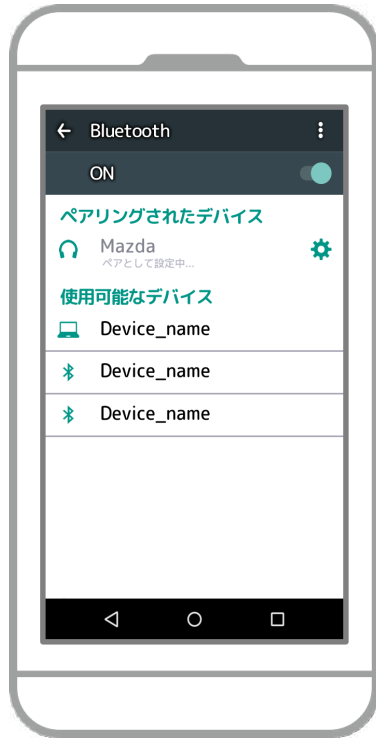 Bluetooth
ON
ペアリングされたデバイス
Mazda
ペアとして設定中...
使用可能なデバイス
Device_name
Device_name
Device_name